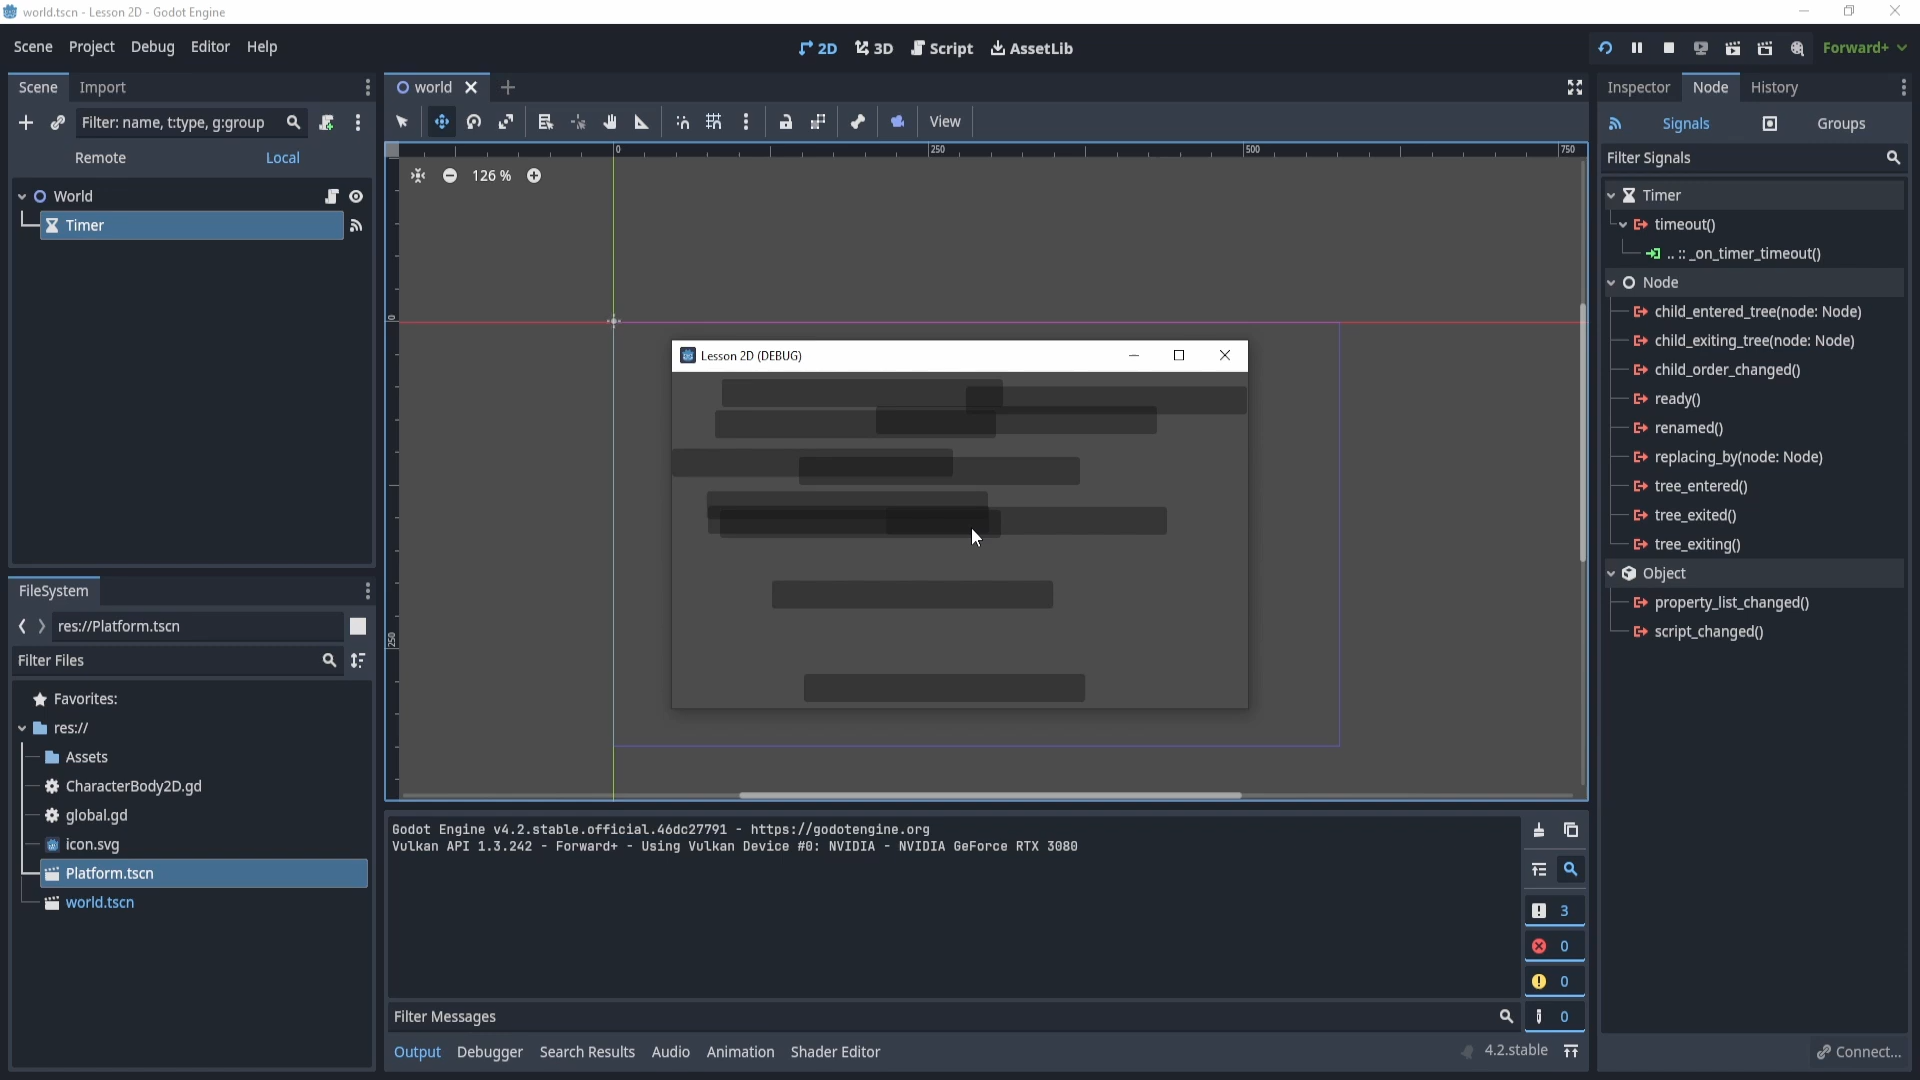 world.tscn - Lesson 2D - Godot Engine
Scene Project Debug Editor Help
2D 3D Script AssetLib
Forward+
Scene Import
Filter: name, t:type, g:group
Remote Local
World
Timer
FileSystem
res://Platform.tscn
Filter Files
Favorites:
res://
Assets
CharacterBody2D.gd
global.gd
icon.svg
Platform.tscn
world.tscn
world
View
0 250 500 750
126 %
0
250
Lesson 2D (DEBUG)
Godot Engine v4.2.stable.official.46dc27791 - https://godotengine.org
Vulkan API 1.3.242 - Forward+ - Using Vulkan Device #0: NVIDIA - NVIDIA GeForce RTX 3080
3
0
0
0
Filter Messages
Output Debugger Search Results Audio Animation Shader Editor
4.2.stable
Inspector Node History
Signals Groups
Filter Signals
Timer
timeout()
.. :: _on_timer_timeout()
Node
child_entered_tree(node: Node)
child_exiting_tree(node: Node)
child_order_changed()
ready()
renamed()
replacing_by(node: Node)
tree_entered()
tree_exited()
tree_exiting()
Object
property_list_changed()
script_changed()
Connect...